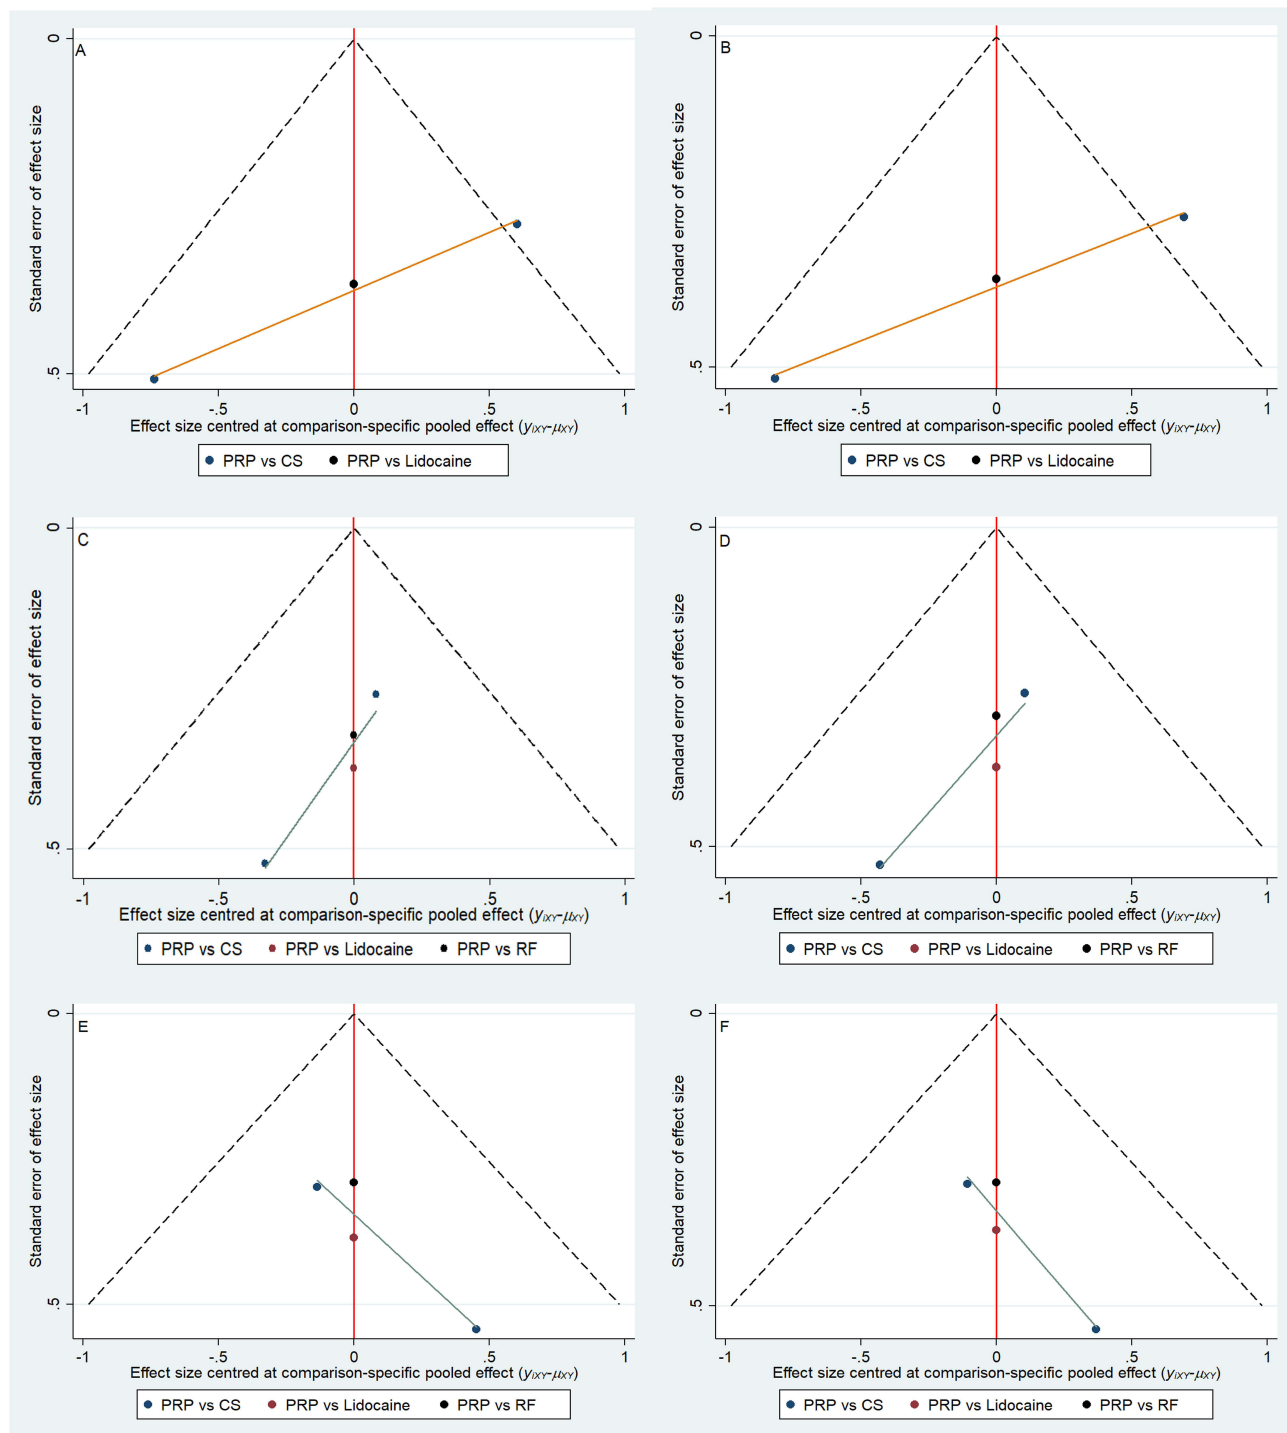 A
0
.5
Standard error of effect size
-1 -.5 0 .5 1
Effect size centred at comparison-specific pooled effect (yiXY-μXY)
PRP vs CS PRP vs Lidocaine
B
0
.5
Standard error of effect size
-1 -.5 0 .5 1
Effect size centred at comparison-specific pooled effect (yiXY-μXY)
PRP vs CS PRP vs Lidocaine
C
0
.5
Standard error of effect size
-1 -.5 0 .5 1
Effect size centred at comparison-specific pooled effect (yiXY-μXY)
PRP vs CS PRP vs Lidocaine PRP vs RF
D
0
.5
Standard error of effect size
-1 -.5 0 .5 1
Effect size centred at comparison-specific pooled effect (yiXY-μXY)
PRP vs CS PRP vs Lidocaine PRP vs RF
E
0
.5
Standard error of effect size
-1 -.5 0 .5 1
Effect size centred at comparison-specific pooled effect (yiXY-μXY)
PRP vs CS PRP vs Lidocaine PRP vs RF
F
0
.5
Standard error of effect size
-1 -.5 0 .5 1
Effect size centred at comparison-specific pooled effect (yiXY-μXY)
PRP vs CS PRP vs Lidocaine PRP vs RF